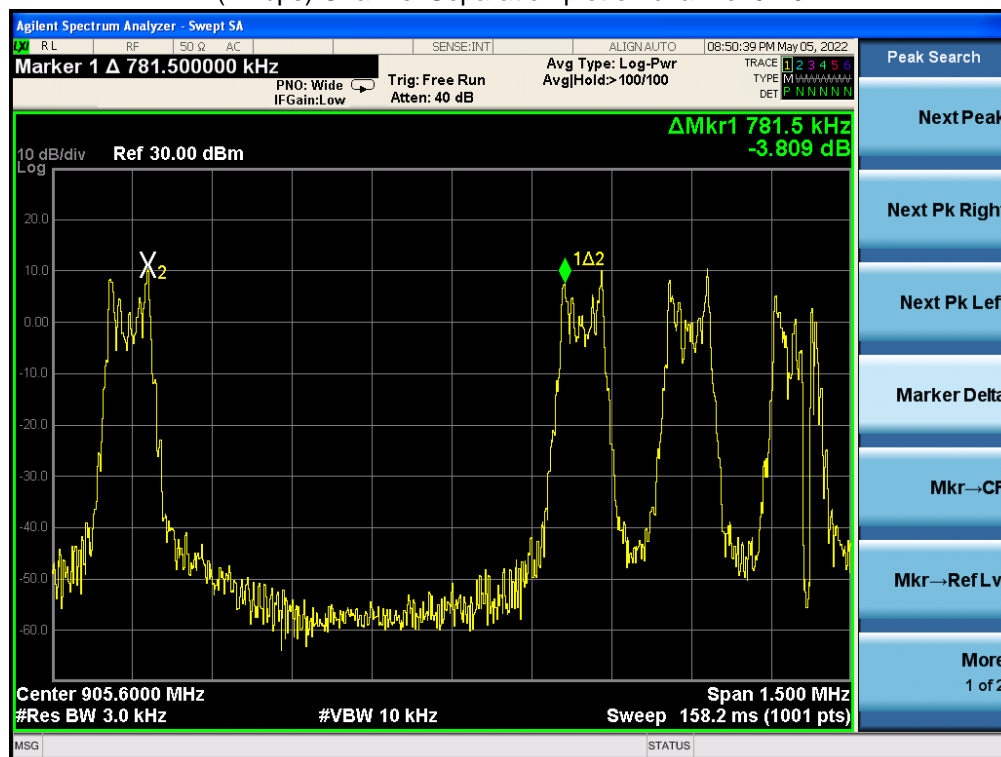 Agilent Spectrum Analyzer - Swept SA
LXI RL RF 50 Ω AC SENSE:INT ALIGN AUTO 08:50:39 PM May 05, 2022
Marker 1 Δ 781.500000 kHz
PNO: Wide
IFGain:Low
Trig: Free Run
Atten: 40 dB
Avg Type: Log-Pwr
Avg|Hold:>100/100
TRACE 1 2 3 4 5 6
TYPE M
DET P N N N N N
ΔMkr1 781.5 kHz
-3.809 dB
10 dB/div Ref 30.00 dBm
Log
20.0
10.0
0.00
-10.0
-20.0
-30.0
-40.0
-50.0
-60.0
2
1Δ2
Center 905.6000 MHz Span 1.500 MHz
#Res BW 3.0 kHz #VBW 10 kHz Sweep 158.2 ms (1001 pts)
MSG STATUS
Peak Search
Next Peak
Next Pk Righ
Next Pk Lef
Marker Delta
Mkr→CF
Mkr→Ref Lv
More
1 of 2